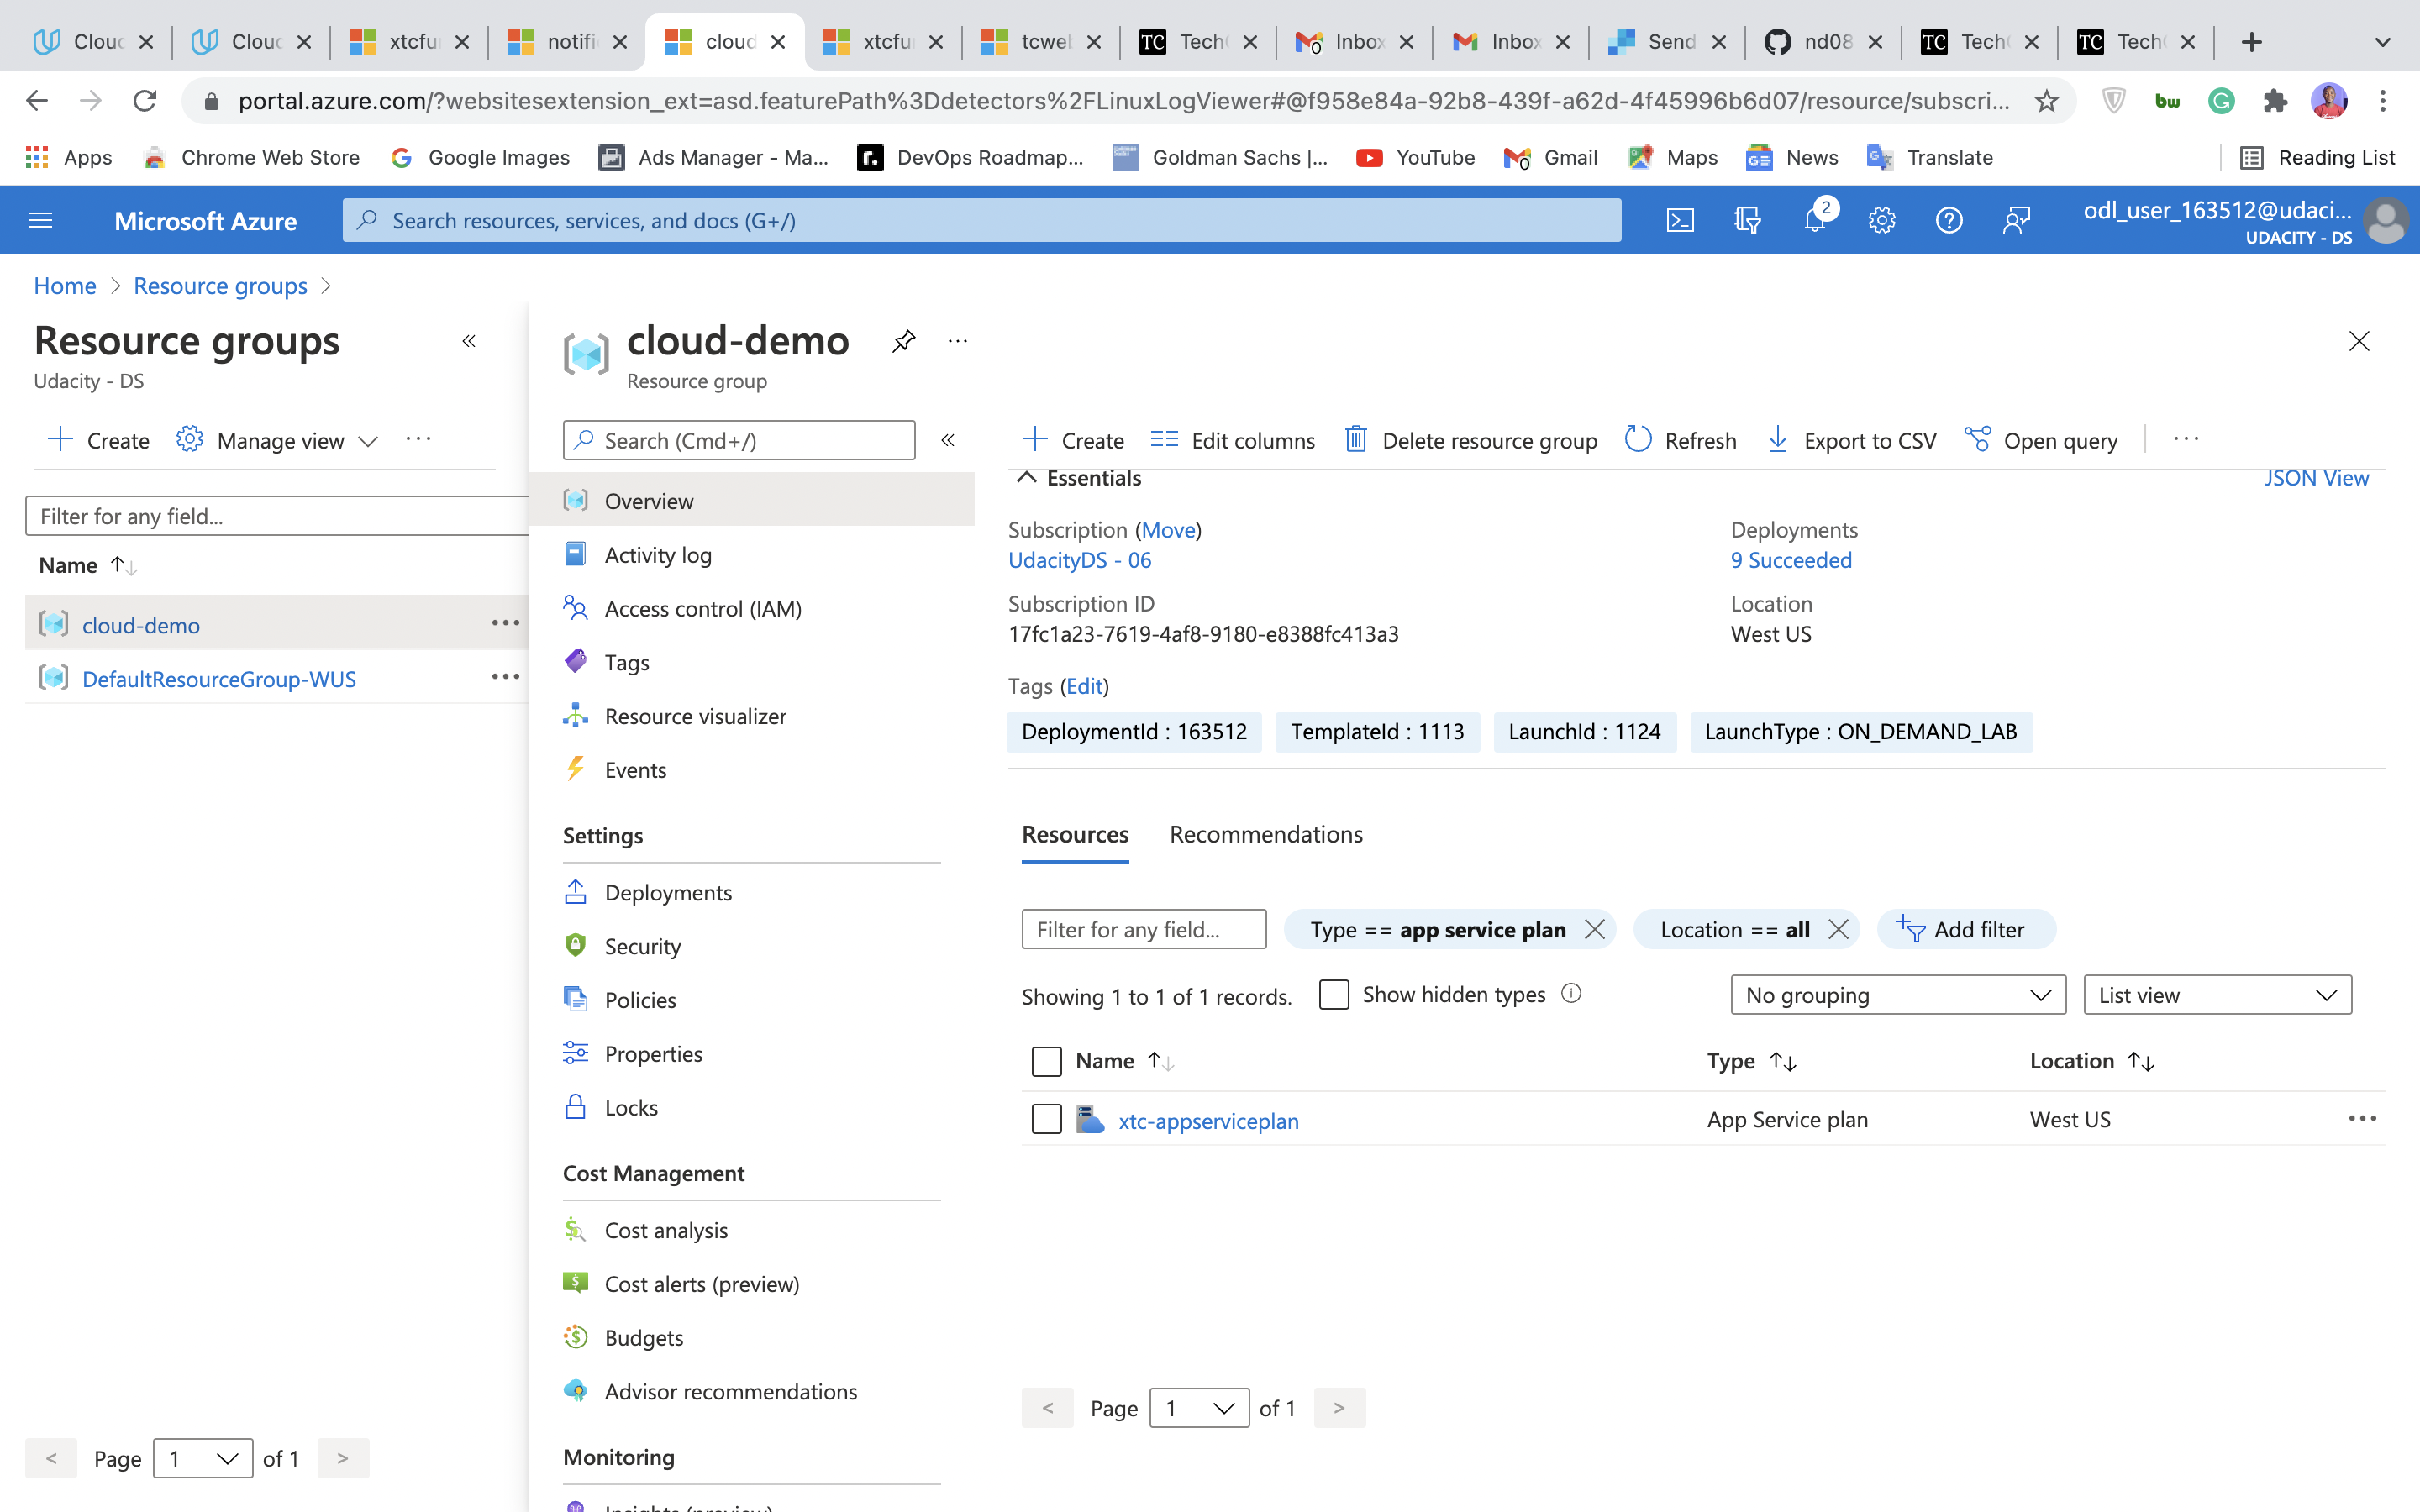 Clouc
Clouc
xtcfu
notifi
cloud
xtcfu
tcwe
Tech
Inbox
Inbox
Send
nd08
Tech
Tech
portal.azure.com/?websitesextension_ext=asd.featurePath%3Ddetectors%2FLinuxLogViewer#@f958e84a-92b8-439f-a62d-4f45996b6d07/resource/subscri...
Apps
Chrome Web Store
Google Images
Ads Manager - Ma...
DevOps Roadmap...
Goldman Sachs |...
YouTube
Gmail
Maps
News
Translate
Reading List
Microsoft Azure
Search resources, services, and docs (G+/)
2
odl_user_163512@udaci...
UDACITY - DS
Home > Resource groups >
Resource groups
Udacity - DS
Create
Manage view
Filter for any field...
Name
cloud-demo
DefaultResourceGroup-WUS
< Page 1 of 1 >
cloud-demo
Resource group
Search (Cmd+/)
Overview
Activity log
Access control (IAM)
Tags
Resource visualizer
Events
Settings
Deployments
Security
Policies
Properties
Locks
Cost Management
Cost analysis
Cost alerts (preview)
Budgets
Advisor recommendations
Monitoring
Insights (preview)
Create
Edit columns
Delete resource group
Refresh
Export to CSV
Open query
Essentials
JSON View
Subscription (Move)
UdacityDS - 06
Deployments
9 Succeeded
Subscription ID
17fc1a23-7619-4af8-9180-e8388fc413a3
Location
West US
Tags (Edit)
DeploymentId : 163512
TemplateId : 1113
LaunchId : 1124
LaunchType : ON_DEMAND_LAB
Resources
Recommendations
Filter for any field...
Type == app service plan
Location == all
Add filter
Showing 1 to 1 of 1 records.
Show hidden types
No grouping
List view
Name
Type
Location
xtc-appserviceplan
App Service plan
West US
< Page 1 of 1 >